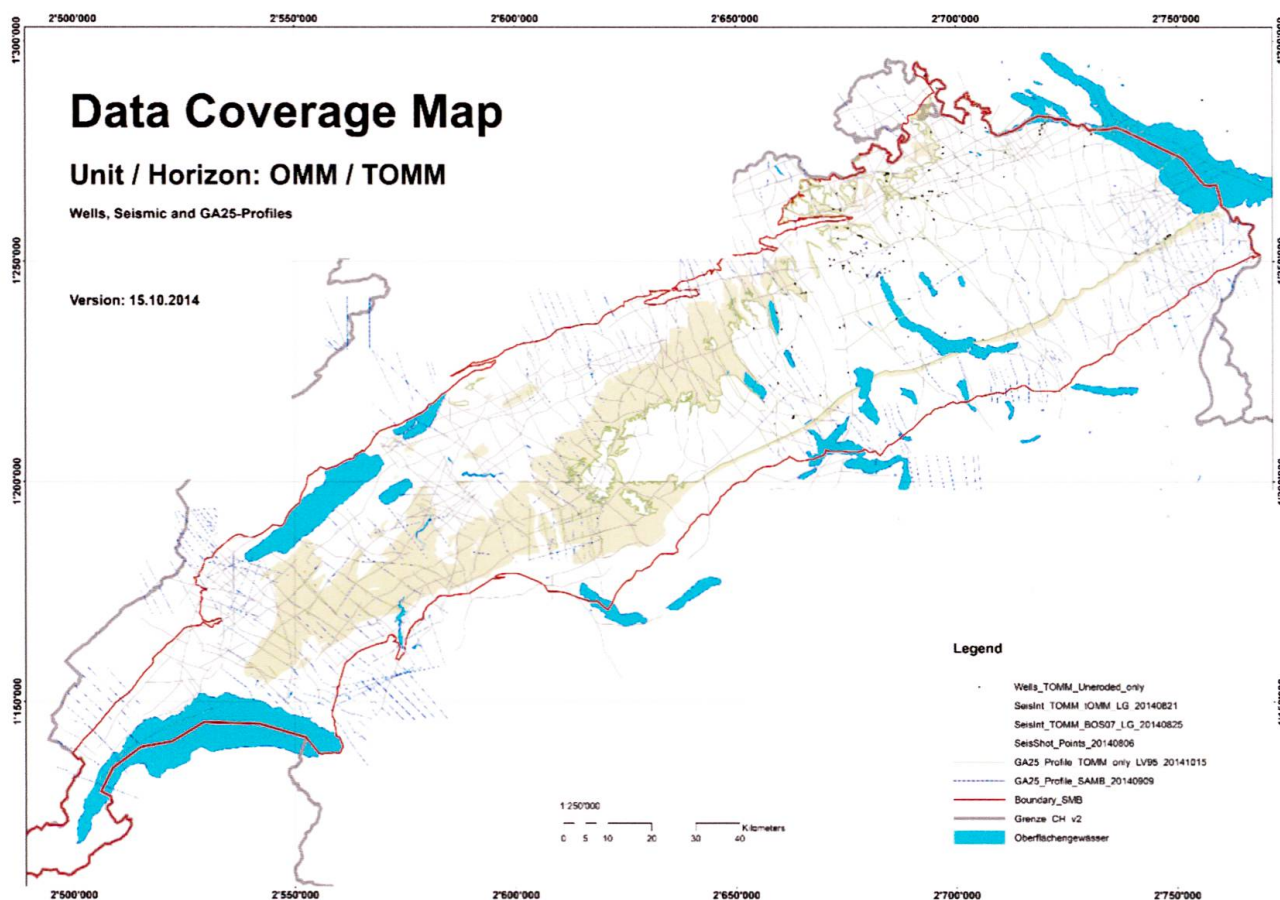 2'500'000 2'550'000 2'600'000 2'650'000 2'700'000 2'750'000
1'300'000
Data Coverage Map
Unit / Horizon: OMM / TOMM
Wells, Seismic and GA25-Profiles
1'250'000
Version: 15.10.2014
1'200'000
1'150'000
Legend
Wells_TOMM_Uneroded_only
SeisInt_TOMM_tOMM_LG_20140821
SeisInt_TOMM_BOS07_LG_20140825
SeisShot_Points_20140806
GA25_Profile_TOMM_only_LV95_20141015
GA25_Profile_SAMB_20140909
Boundary_SMB
Grenze_CH_v2
Oberflächengewässer
1:250'000
Kilometers
0 5 10 20 30 40
2'500'000 2'550'000 2'600'000 2'650'000 2'700'000 2'750'000